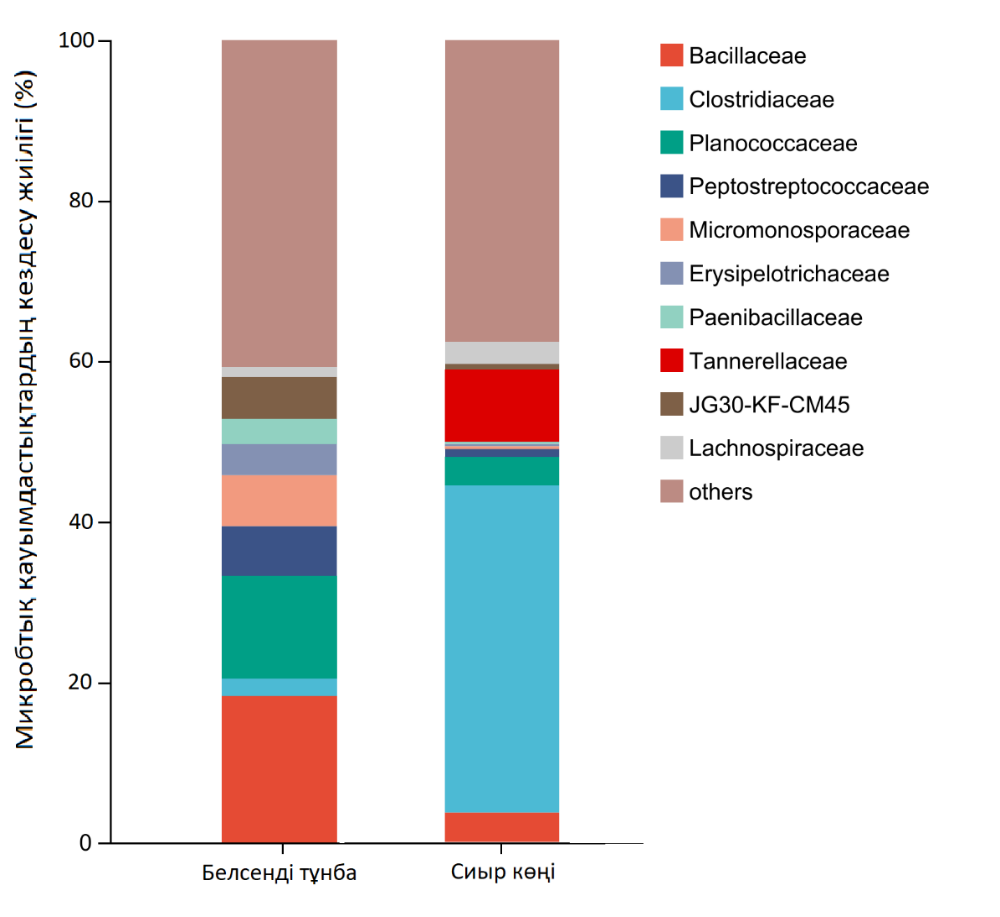 Микробтық қауымдастықтардың кездесу жиілігі (%)
100
80
60
40
20
0
Белсенді тұнба
Сиыр көңі
Bacillaceae
Clostridiaceae
Planococcaceae
Peptostreptococcaceae
Micromonosporaceae
Erysipelotrichaceae
Paenibacillaceae
Tannerellaceae
JG30-KF-CM45
Lachnospiraceae
others